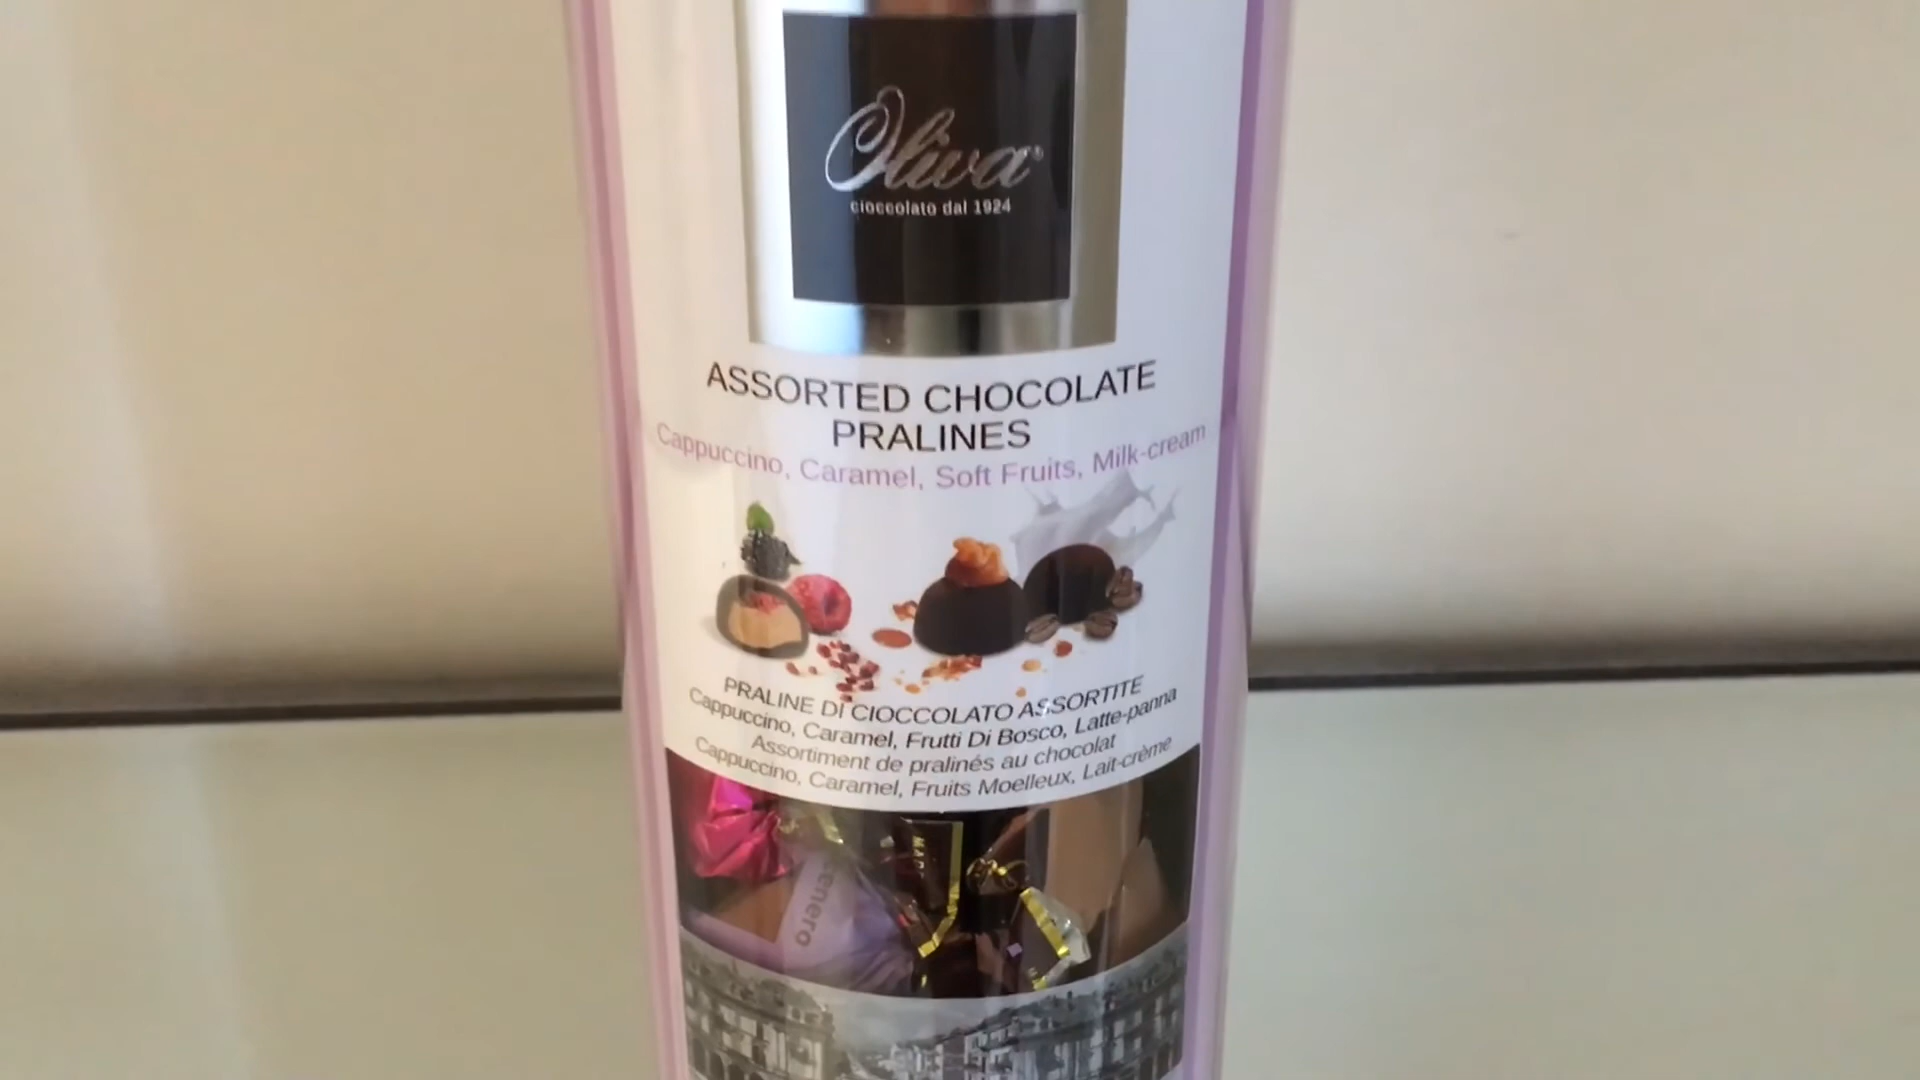 Oliva®
cioccolato dal 1924
ASSORTED CHOCOLATE
PRALINES
Cappuccino, Caramel, Soft Fruits, Milk-cream
PRALINE DI CIOCCOLATO ASSORTITE
Cappuccino, Caramel, Frutti Di Bosco, Latte-panna
Assortiment de pralinés au chocolat
Cappuccino, Caramel, Fruits Moelleux, Lait-crème